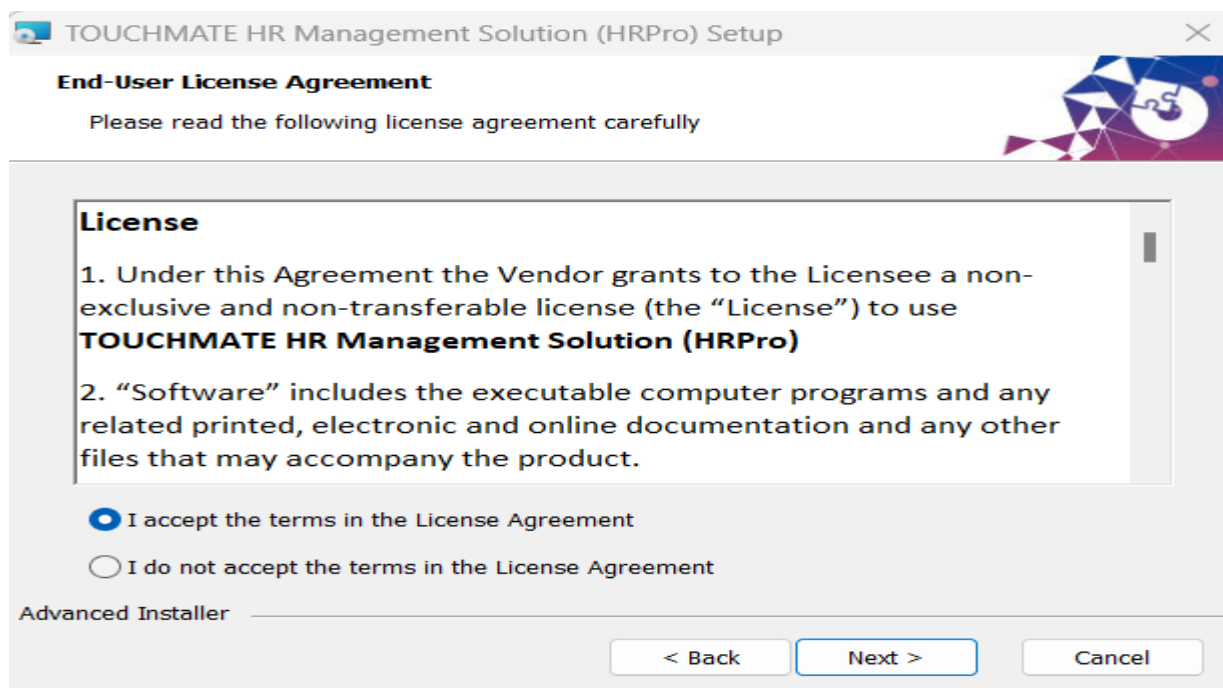 TOUCHMATE HR Management Solution (HRPro) Setup
End-User License Agreement
Please read the following license agreement carefully
License
1. Under this Agreement the Vendor grants to the Licensee a non-
exclusive and non-transferable license (the “License”) to use
TOUCHMATE HR Management Solution (HRPro)
2. “Software” includes the executable computer programs and any
related printed, electronic and online documentation and any other
files that may accompany the product.
I accept the terms in the License Agreement
I do not accept the terms in the License Agreement
Advanced Installer
< Back Next > Cancel